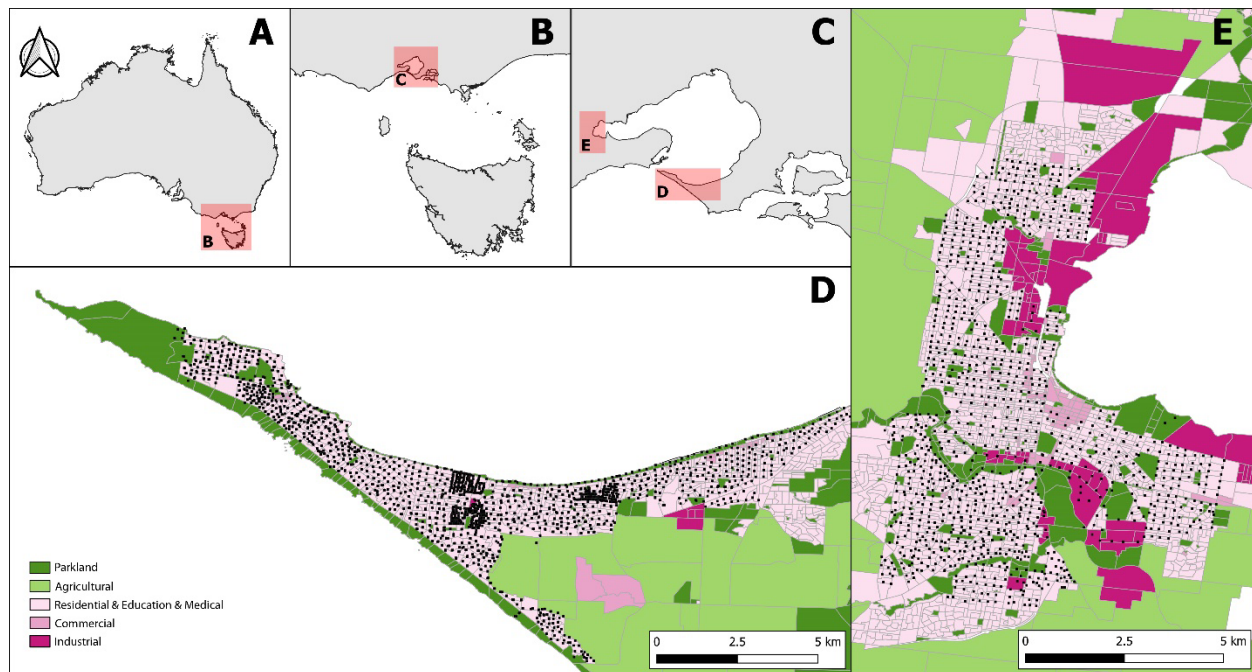 A
B
B
C
C
E
D
D
Parkland
Agricultural
Residential & Education & Medical
Commercial
Industrial
0 2.5 5 km
E
0 2.5 5 km